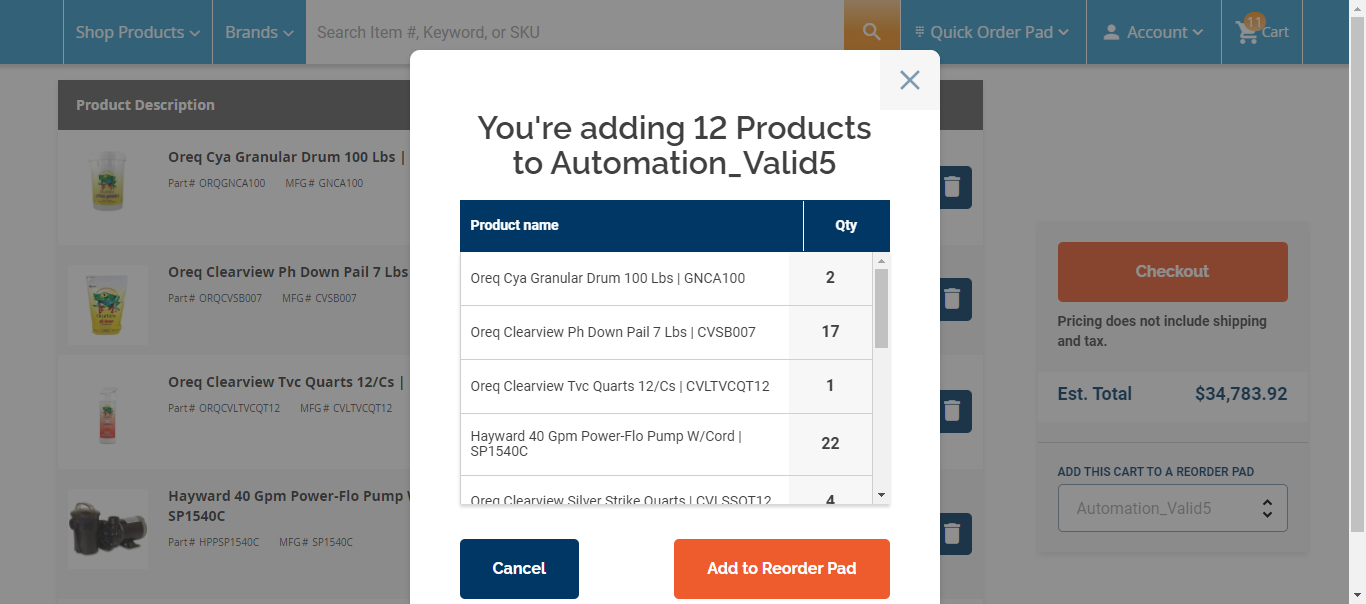 Shop Products
Brands
Search Item #, Keyword, or SKU
Quick Order Pad
Account
11
Cart
Product Description
Oreq Cya Granular Drum 100 Lbs |
Part# ORQGNCA100 MFG# GNCA100
Oreq Clearview Ph Down Pail 7 Lbs
Part# ORQCVSB007 MFG# CVSB007
Oreq Clearview Tvc Quarts 12/Cs |
Part# ORQCVLTVCQT12 MFG# CVLTVCQT12
Hayward 40 Gpm Power-Flo Pump
SP1540C
Part# HPPSP1540C MFG# SP1540C
You're adding 12 Products
to Automation_Valid5
Product name Qty
Oreq Cya Granular Drum 100 Lbs | GNCA100 2
Oreq Clearview Ph Down Pail 7 Lbs | CVSB007 17
Oreq Clearview Tvc Quarts 12/Cs | CVLTVCQT12 1
Hayward 40 Gpm Power-Flo Pump W/Cord |
SP1540C 22
Oreq Clearview Silver Strike Quarts | CVLSSQT12 4
Cancel
Add to Reorder Pad
Checkout
Pricing does not include shipping
and tax.
Est. Total $34,783.92
ADD THIS CART TO A REORDER PAD
Automation_Valid5